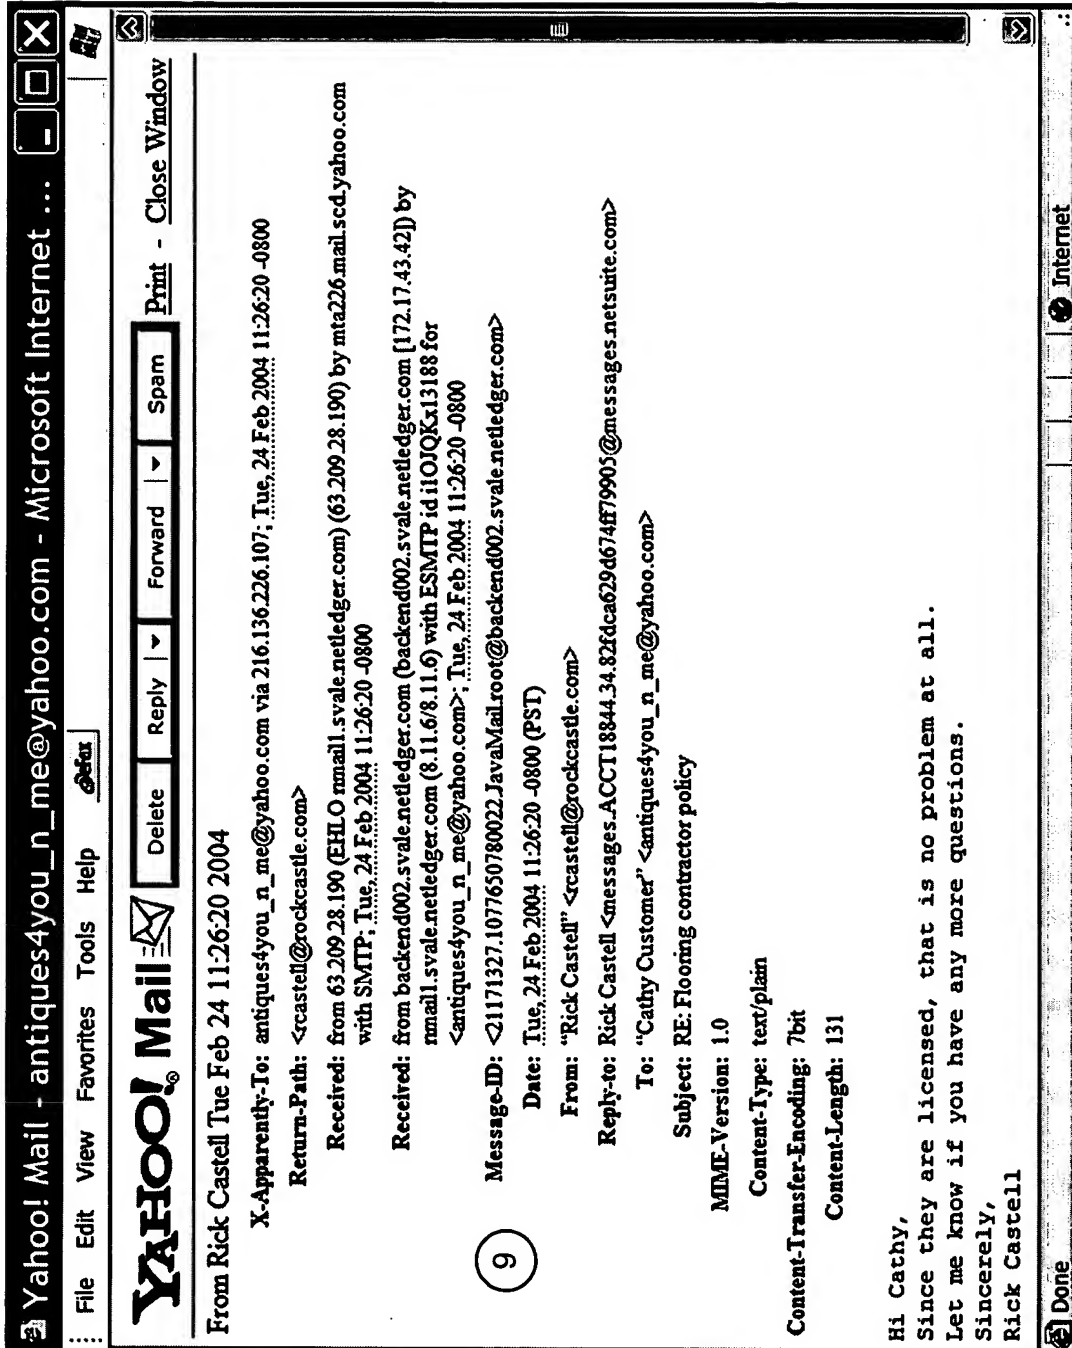 Yahoo! Mail - antiques4you_n_me@yahoo.com - Microsoft Internet ...
File Edit View Favorites Tools Help
YAHOO! Mail Delete Reply Forward Spam Print - Close Window
From Rick Castell Tue Feb 24 11:26:20 2004
X-Apparently-To: antiques4you_n_me@yahoo.com via 216.136.226.107; Tue, 24 Feb 2004 11:26:20 -0800
Return-Path: <rcastell@rockcastle.com>
Received: from 63.209.28.190 (EHLO nmail1.svale.netledger.com) (63.209.28.190) by mta226.mail.scd.yahoo.com
with SMTP; Tue, 24 Feb 2004 11:26:20 -0800
Received: from backend002.svale.netledger.com (backend002.svale.netledger.com [172.17.43.42]) by
nmail1.svale.netledger.com (8.11.6/8.11.6) with ESMTP id i1OJQKx13188 for
<antiques4you_n_me@yahoo.com>; Tue, 24 Feb 2004 11:26:20 -0800
9
Message-ID: <21171327.1077650780022.JavaMail.root@backend002.svale.netledger.com>
Date: Tue, 24 Feb 2004 11:26:20 -0800 (PST)
From: "Rick Castell" <rcastell@rockcastle.com>
Reply-to: Rick Castell <messages.ACCT18844.34.82fdca629d674ff79905@messages.netsuite.com>
To: "Cathy Customer" <antiques4you_n_me@yahoo.com>
Subject: RE: Flooring contractor policy
MIME-Version: 1.0
Content-Type: text/plain
Content-Transfer-Encoding: 7bit
Content-Length: 131
Hi Cathy,
Since they are licensed, that is no problem at all.
Let me know if you have any more questions.
Sincerely,
Rick Castell
Done Internet